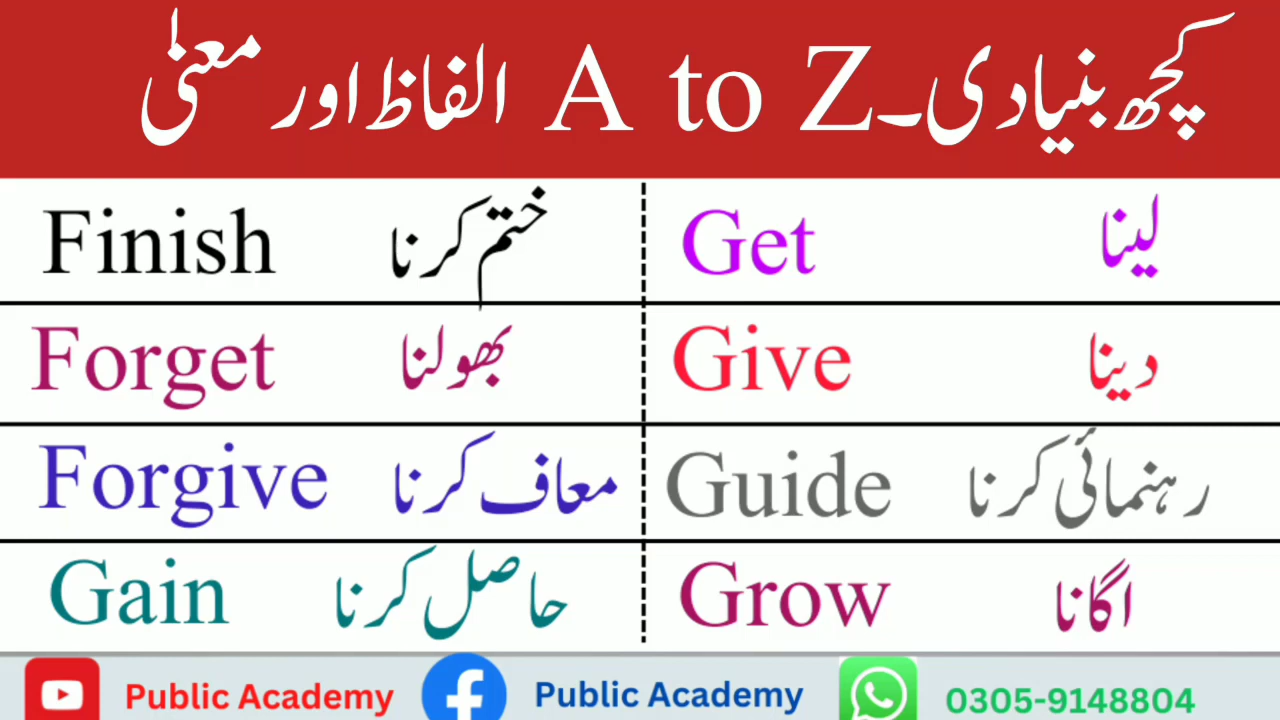 کچھ بنیادی۔A to Z الفاظ اور معنیٰ
Finish ختم کرنا Get لینا
Forget بھولنا Give دینا
Forgive معاف کرنا Guide رہنمائی کرنا
Gain حاصل کرنا Grow اگانا
Public Academy Public Academy 0305-9148804